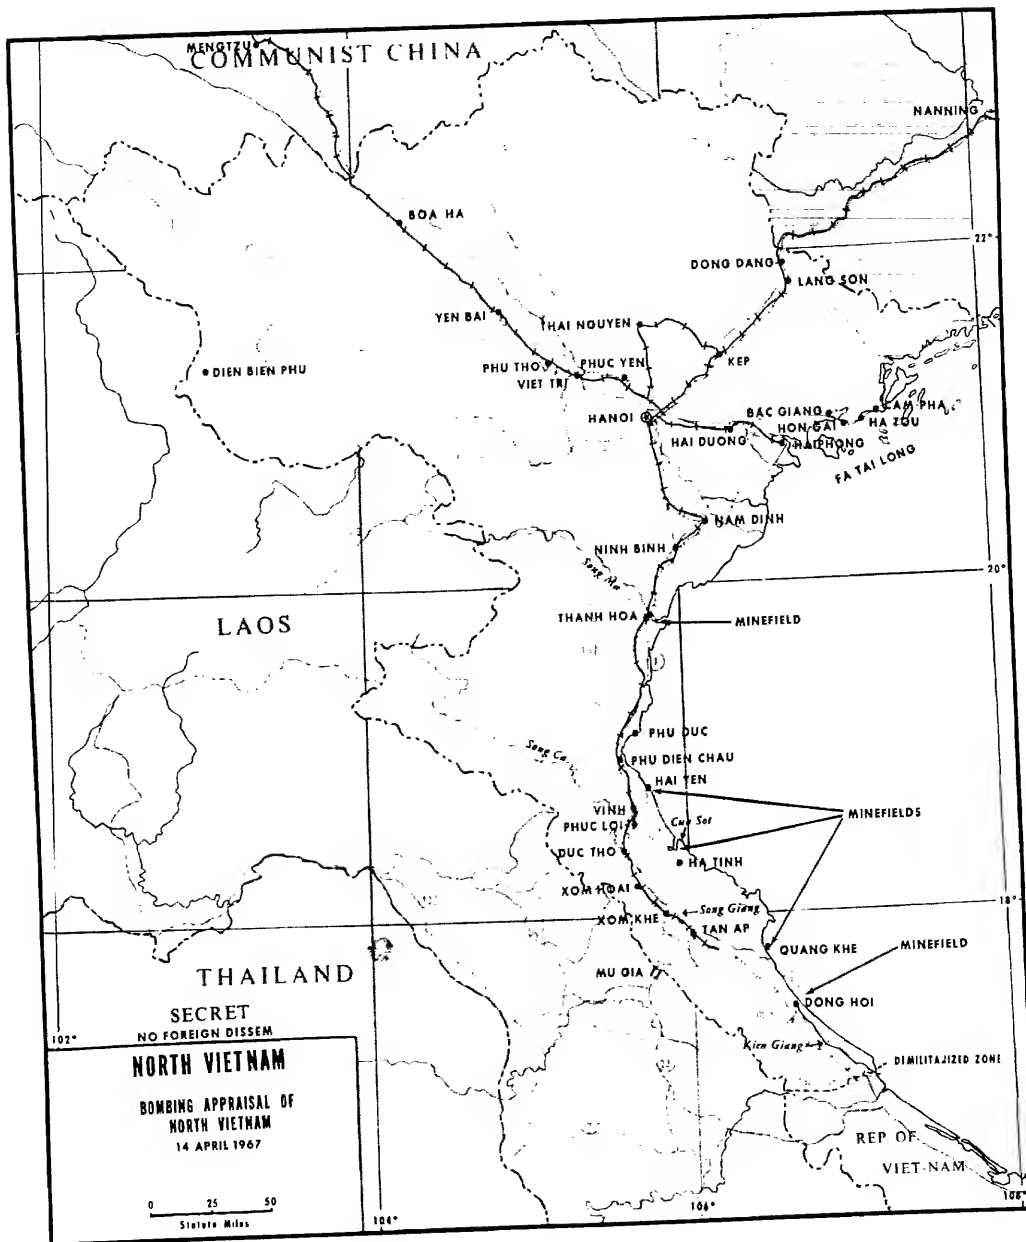 MENGTZU
COMMUNIST CHINA
NANNING
BOA HA
22°
DONG DANG
LANG SON
YEN BAI
THAI NGUYEN
PHU THO
PHUC YEN
KEP
VIET TRI
DIEN BIEN PHU
HANOI
BAC GIANG
CAM PHA
HON GAI
HA ZOU
HAI DUONG
HAIPHONG
FA TAI LONG
NAM DINH
NINH BINH
Song Ma
20°
THANH HOA
MINEFIELD
LAOS
1
PHU DUC
Song Ca
PHU DIEN CHAU
HAI YEN
VINH
MINEFIELDS
PHUC LOI
Cua Sot
DUC THO
HA TINH
XOM HOAI
18°
Song Giang
XOM KHE
TAN AP
QUANG KHE
MINEFIELD
THAILAND
MU GIA
DONG HOI
SECRET
NO FOREIGN DISSEM
102°
Kien Giang
DIMILITAJIZED ZONE
NORTH VIETNAM
BOMBING APPRAISAL OF
NORTH VIETNAM
14 APRIL 1967
REP OF
VIET-NAM
0 25 50
Statute Miles
104°
106°
108°